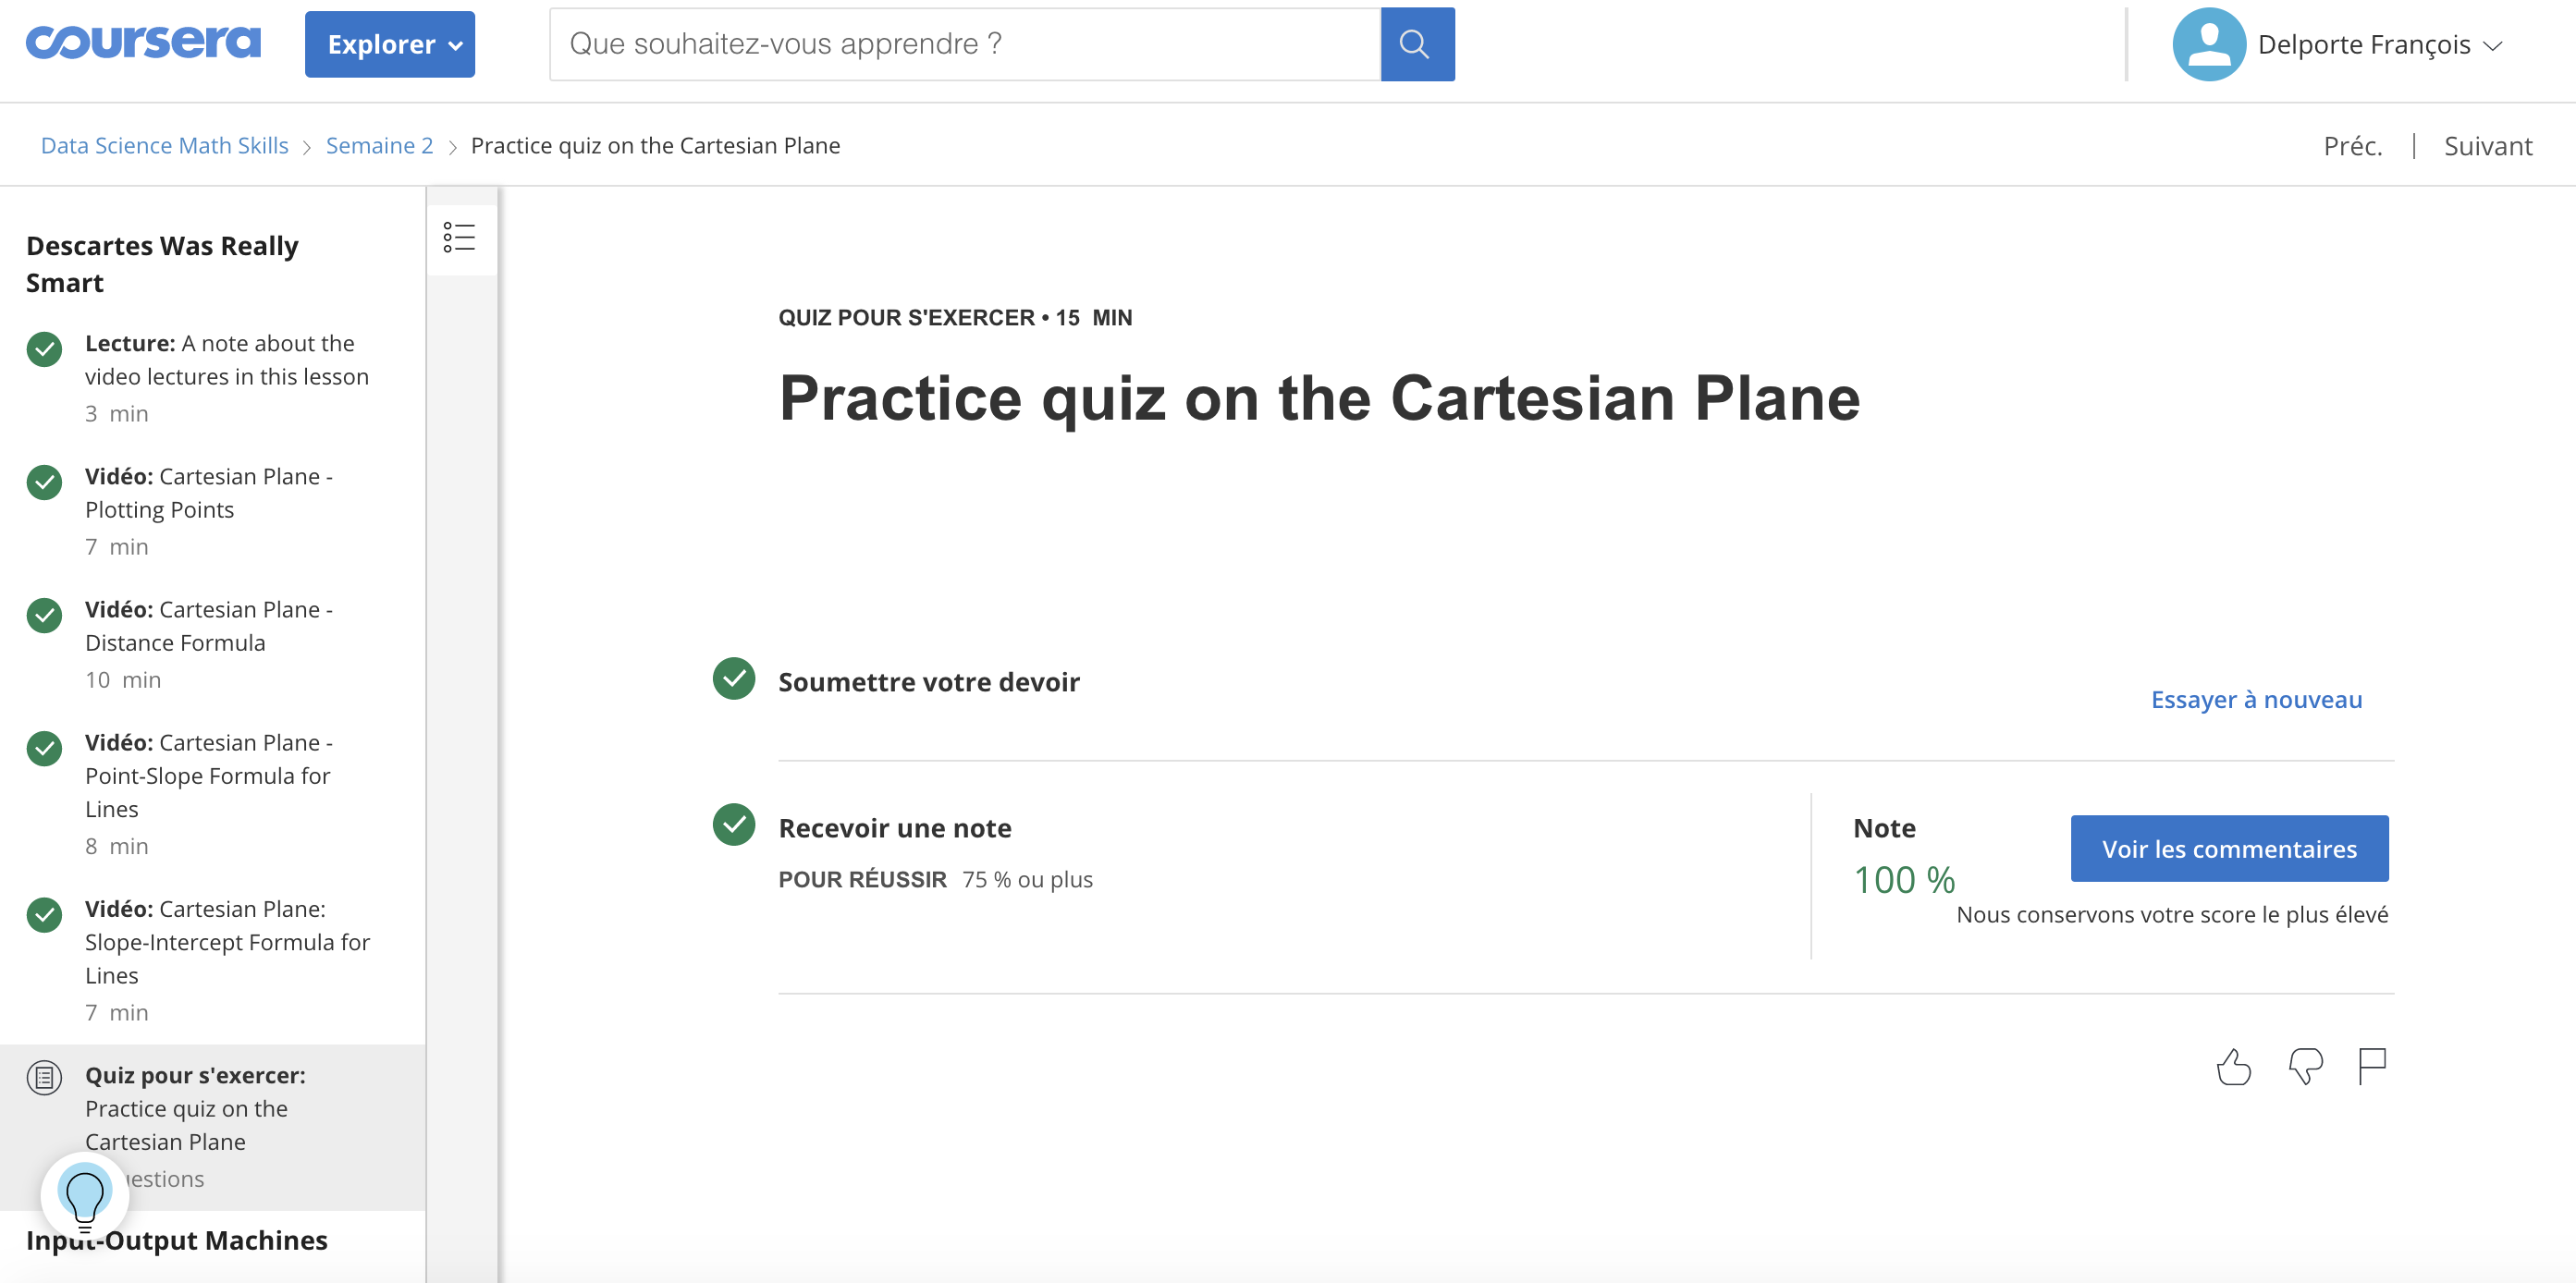 coursera
Explorer
Que souhaitez-vous apprendre ?
Delporte François
Data Science Math Skills > Semaine 2 > Practice quiz on the Cartesian Plane
Préc. | Suivant
Descartes Was Really
Smart
Lecture: A note about the
video lectures in this lesson
3 min
Vidéo: Cartesian Plane -
Plotting Points
7 min
Vidéo: Cartesian Plane -
Distance Formula
10 min
Vidéo: Cartesian Plane -
Point-Slope Formula for
Lines
8 min
Vidéo: Cartesian Plane:
Slope-Intercept Formula for
Lines
7 min
Quiz pour s'exercer:
Practice quiz on the
Cartesian Plane
Input-Output Machines
QUIZ POUR S'EXERCER • 15 MIN
Practice quiz on the Cartesian Plane
Soumettre votre devoir
Essayer à nouveau
Recevoir une note
POUR RÉUSSIR 75 % ou plus
Note
100 %
Voir les commentaires
Nous conservons votre score le plus élevé